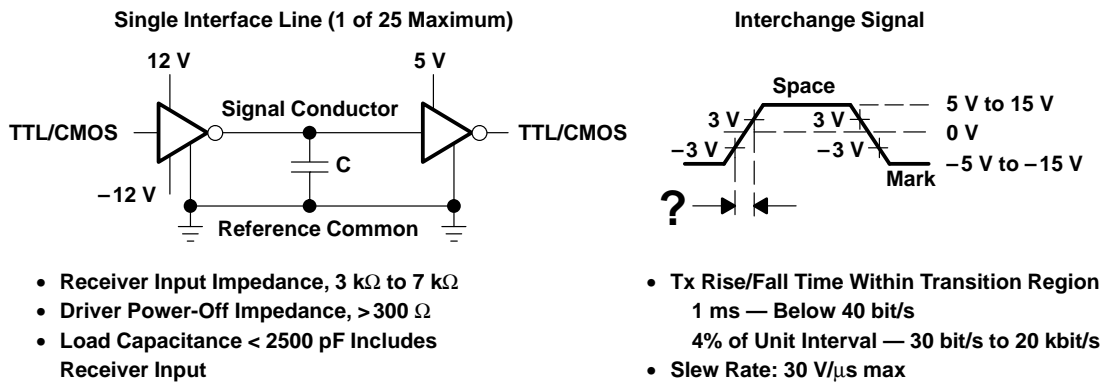 Single Interface Line (1 of 25 Maximum)
12 V
5 V
Signal Conductor
TTL/CMOS
TTL/CMOS
C
–12 V
Reference Common
• Receiver Input Impedance, 3 kΩ to 7 kΩ
• Driver Power-Off Impedance, >300 Ω
• Load Capacitance < 2500 pF Includes
Receiver Input
Interchange Signal
Space
5 V to 15 V
3 V
3 V
0 V
–3 V
–3 V
–5 V to –15 V
Mark
?
• Tx Rise/Fall Time Within Transition Region
1 ms — Below 40 bit/s
4% of Unit Interval — 30 bit/s to 20 kbit/s
• Slew Rate: 30 V/μs max